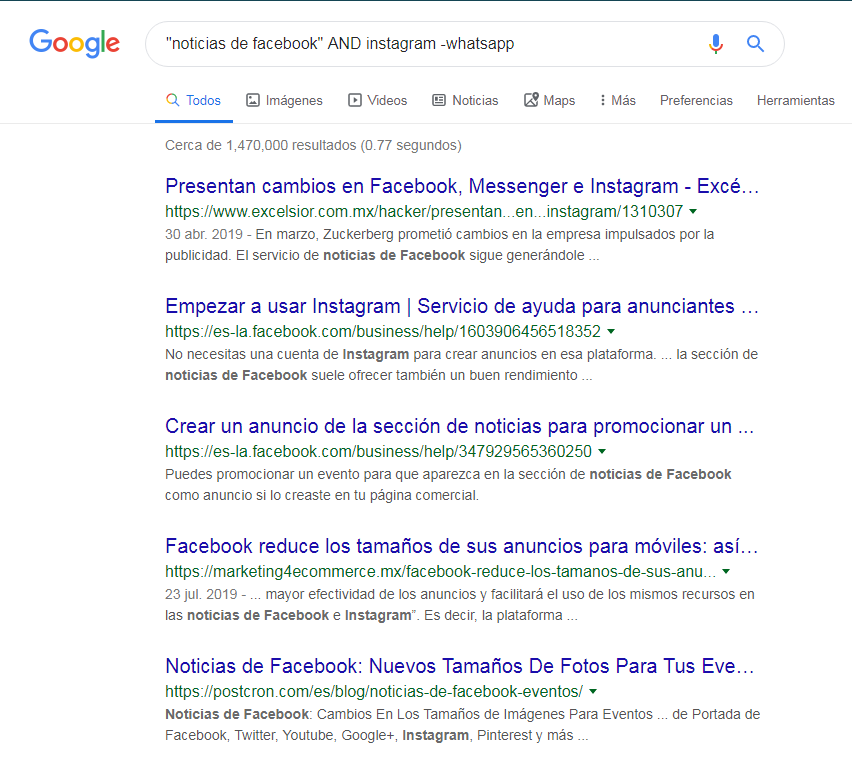 Google
"noticias de facebook" AND instagram -whatsapp
Todos Imágenes Videos Noticias Maps Más Preferencias Herramientas
Cerca de 1,470,000 resultados (0.77 segundos)
Presentan cambios en Facebook, Messenger e Instagram - Excé...
https://www.excelsior.com.mx/hacker/presentan...en...instagram/1310307
30 abr. 2019 - En marzo, Zuckerberg prometió cambios en la empresa impulsados por la
publicidad. El servicio de noticias de Facebook sigue generándole ...
Empezar a usar Instagram | Servicio de ayuda para anunciantes ...
https://es-la.facebook.com/business/help/1603906456518352
No necesitas una cuenta de Instagram para crear anuncios en esa plataforma. ... la sección de
noticias de Facebook suele ofrecer también un buen rendimiento ...
Crear un anuncio de la sección de noticias para promocionar un ...
https://es-la.facebook.com/business/help/347929565360250
Puedes promocionar un evento para que aparezca en la sección de noticias de Facebook
como anuncio si lo creaste en tu página comercial.
Facebook reduce los tamaños de sus anuncios para móviles: así...
https://marketing4ecommerce.mx/facebook-reduce-los-tamanos-de-sus-anu...
23 jul. 2019 - ... mayor efectividad de los anuncios y facilitará el uso de los mismos recursos en
las noticias de Facebook e Instagram”. Es decir, la plataforma ...
Noticias de Facebook: Nuevos Tamaños De Fotos Para Tus Eve...
https://postcron.com/es/blog/noticias-de-facebook-eventos/
Noticias de Facebook: Cambios En Los Tamaños de Imágenes Para Eventos ... de Portada de
Facebook, Twitter, Youtube, Google+, Instagram, Pinterest y más ...